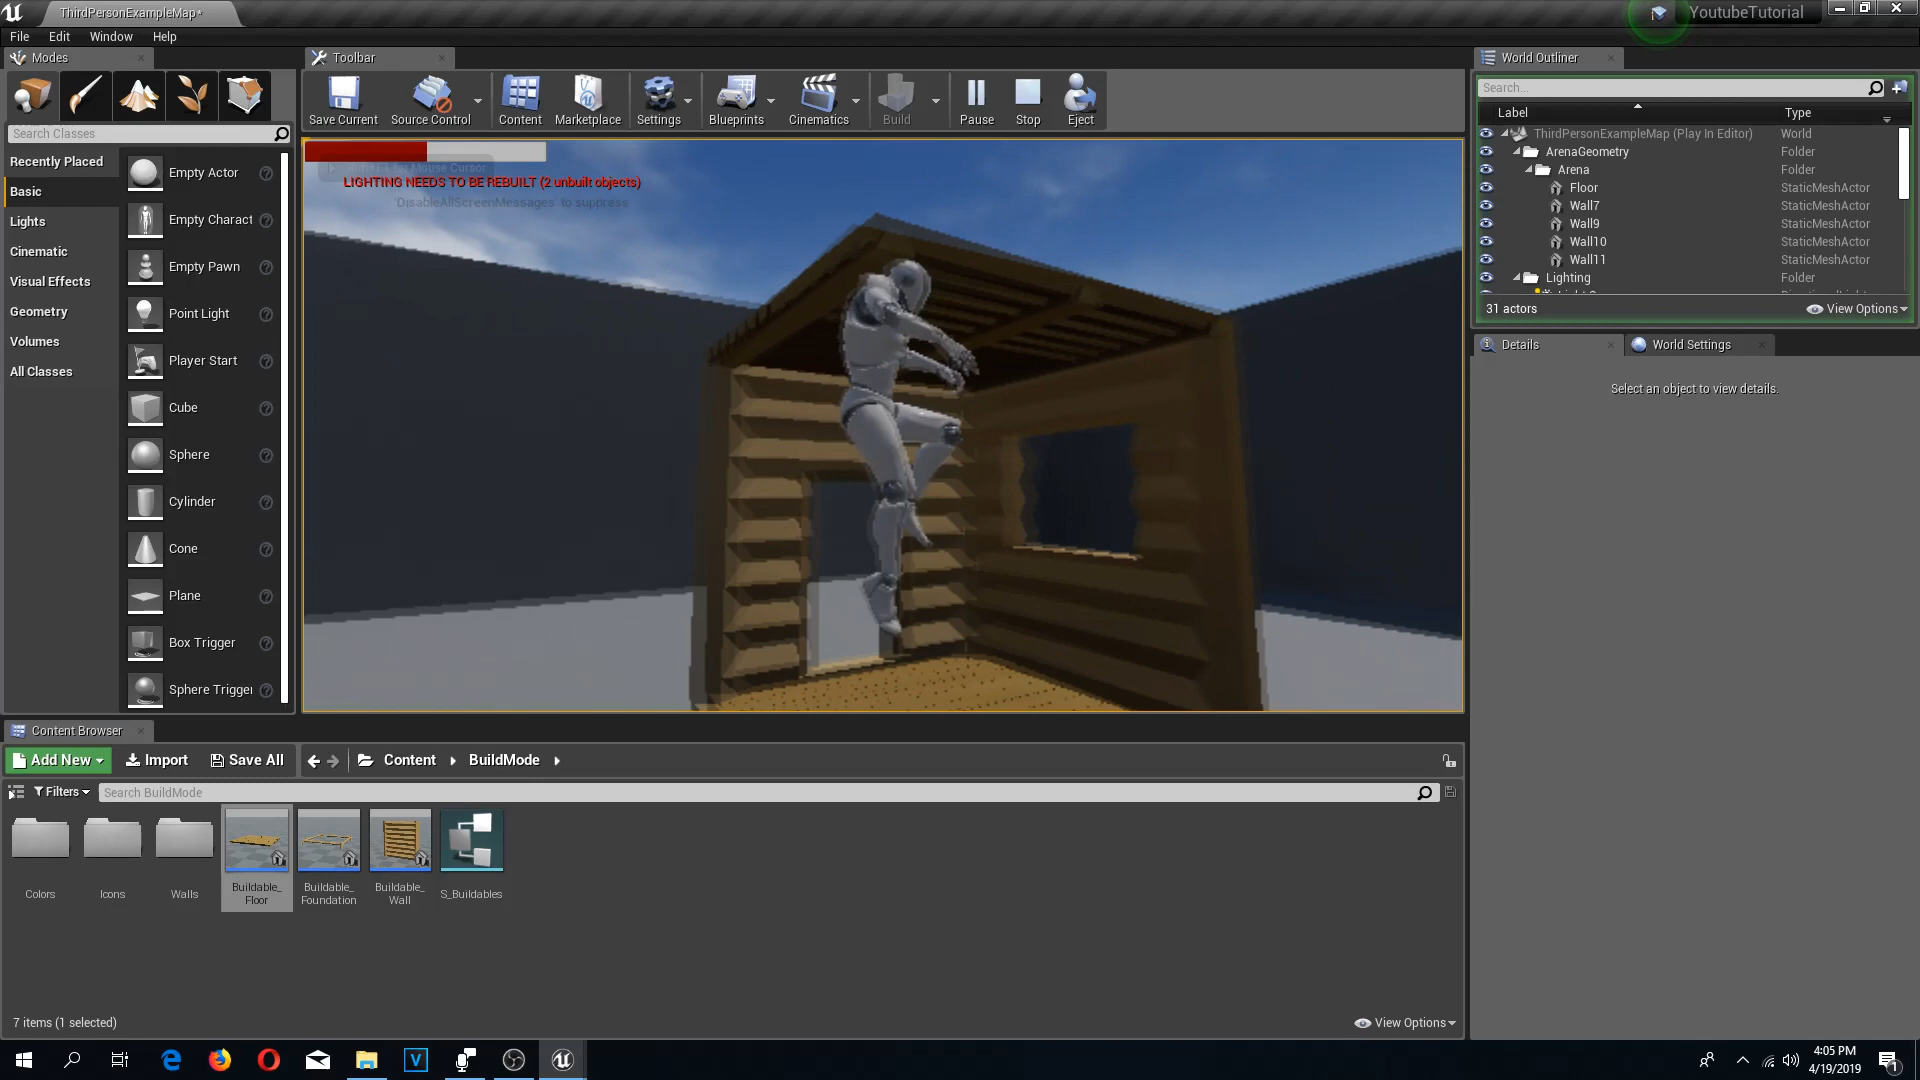 ThirdPersonExampleMap*
YoutubeTutorial
File Edit Window Help
Modes
Toolbar
World Outliner
Save Current
Source Control
Content
Marketplace
Settings
Blueprints
Cinematics
Build
Pause
Stop
Eject
Search Classes
Recently Placed
Basic
Lights
Cinematic
Visual Effects
Geometry
Volumes
All Classes
Empty Actor
Empty Charact
Empty Pawn
Point Light
Player Start
Cube
Sphere
Cylinder
Cone
Plane
Box Trigger
Sphere Trigger
for Mouse Cursor
LIGHTING NEEDS TO BE REBUILT (2 unbuilt objects)
'DisableAllScreenMessages' to suppress
Search...
Label Type
ThirdPersonExampleMap (Play In Editor) World
ArenaGeometry Folder
Arena Folder
Floor StaticMeshActor
Wall7 StaticMeshActor
Wall9 StaticMeshActor
Wall10 StaticMeshActor
Wall11 StaticMeshActor
Lighting Folder
31 actors
View Options
Details
World Settings
Select an object to view details.
Content Browser
Add New
Import
Save All
Content
BuildMode
Filters
Search BuildMode
Colors
Icons
Walls
Buildable_
Floor
Buildable_
Foundation
Buildable_
Wall
S_Buildables
7 items (1 selected)
View Options
4:05 PM
4/19/2019
1